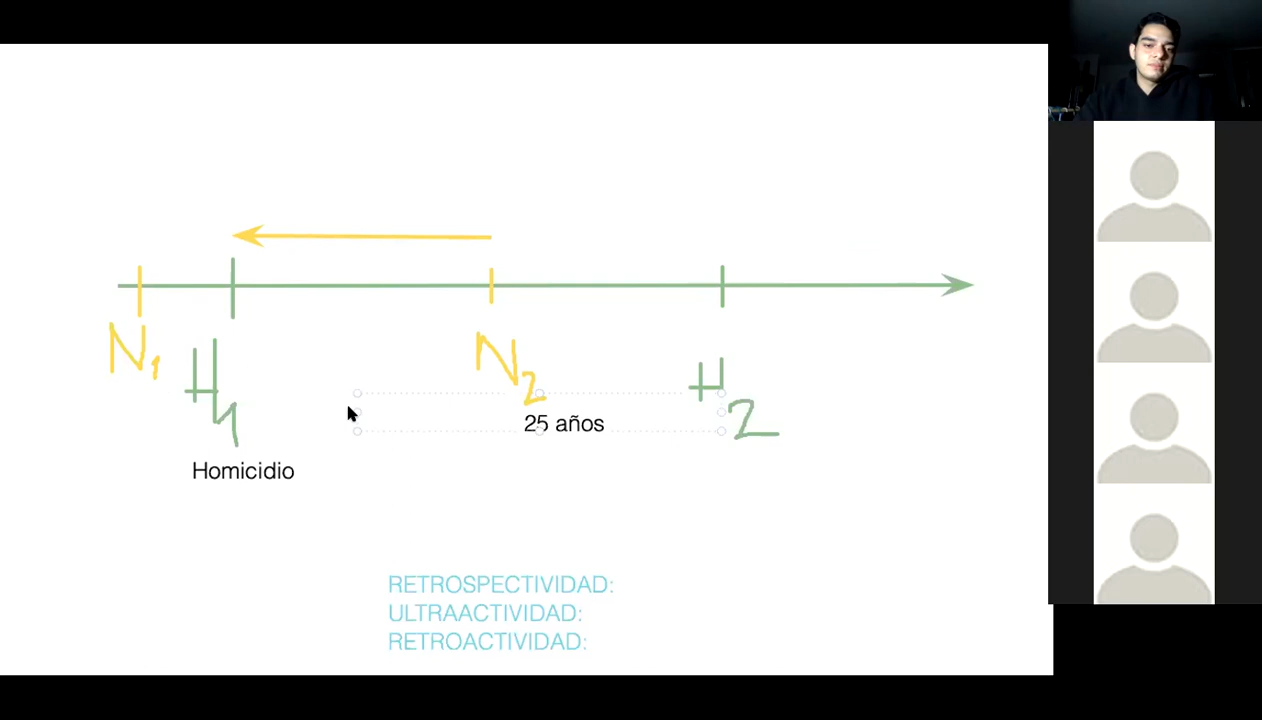 N1
H1
N2
H2
25 años
Homicidio
RETROSPECTIVIDAD:
ULTRAACTIVIDAD:
RETROACTIVIDAD: